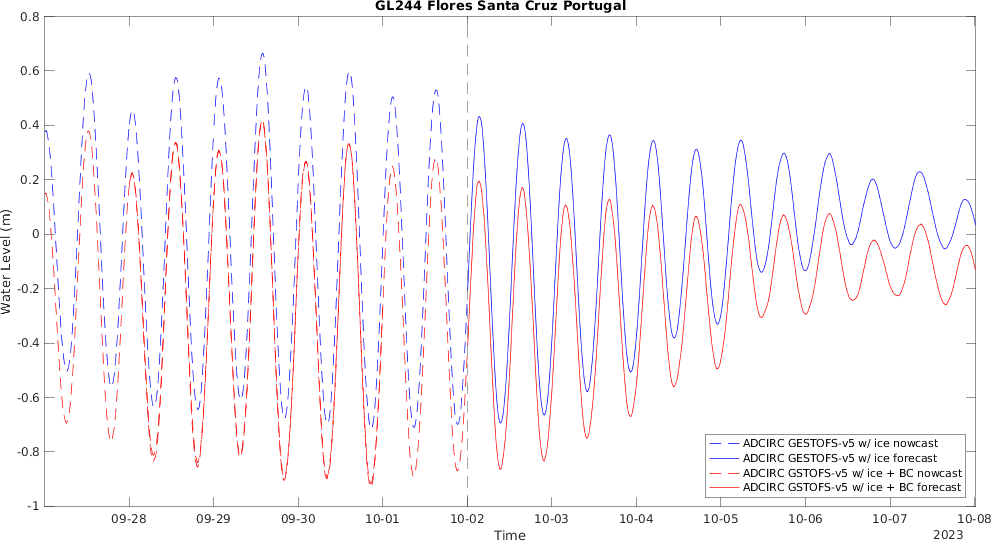 GL244 Flores Santa Cruz Portugal
0.8
0.6
0.4
0.2
0
-0.2
-0.4
-0.6
-0.8
-1
Water Level (m)
ADCIRC GESTOFS-v5 w/ ice nowcast
ADCIRC GESTOFS-v5 w/ ice forecast
ADCIRC GSTOFS-v5 w/ ice + BC nowcast
ADCIRC GSTOFS-v5 w/ ice + BC forecast
09-28 09-29 09-30 10-01 10-02 10-03 10-04 10-05 10-06 10-07 10-08
Time
2023